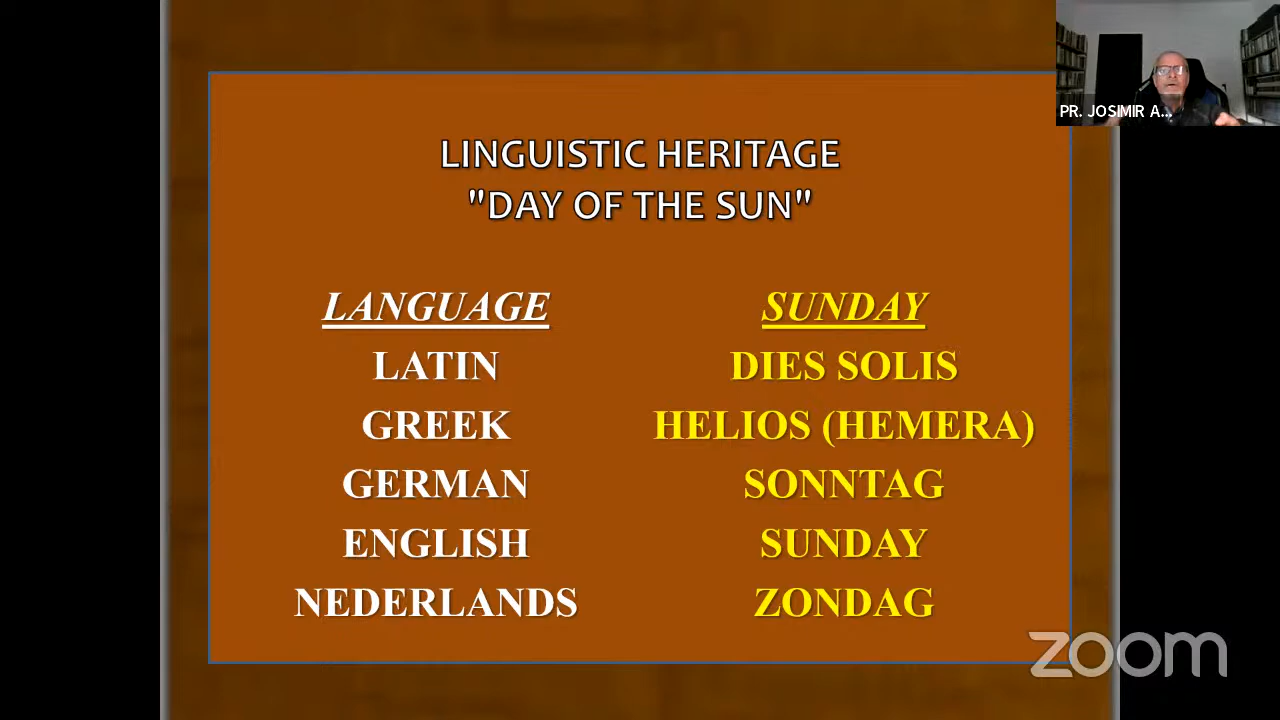 PR. JOSIMIR A...
LINGUISTIC HERITAGE
"DAY OF THE SUN"
LANGUAGE SUNDAY
LATIN DIES SOLIS
GREEK HELIOS (HEMERA)
GERMAN SONNTAG
ENGLISH SUNDAY
NEDERLANDS ZONDAG
zoom